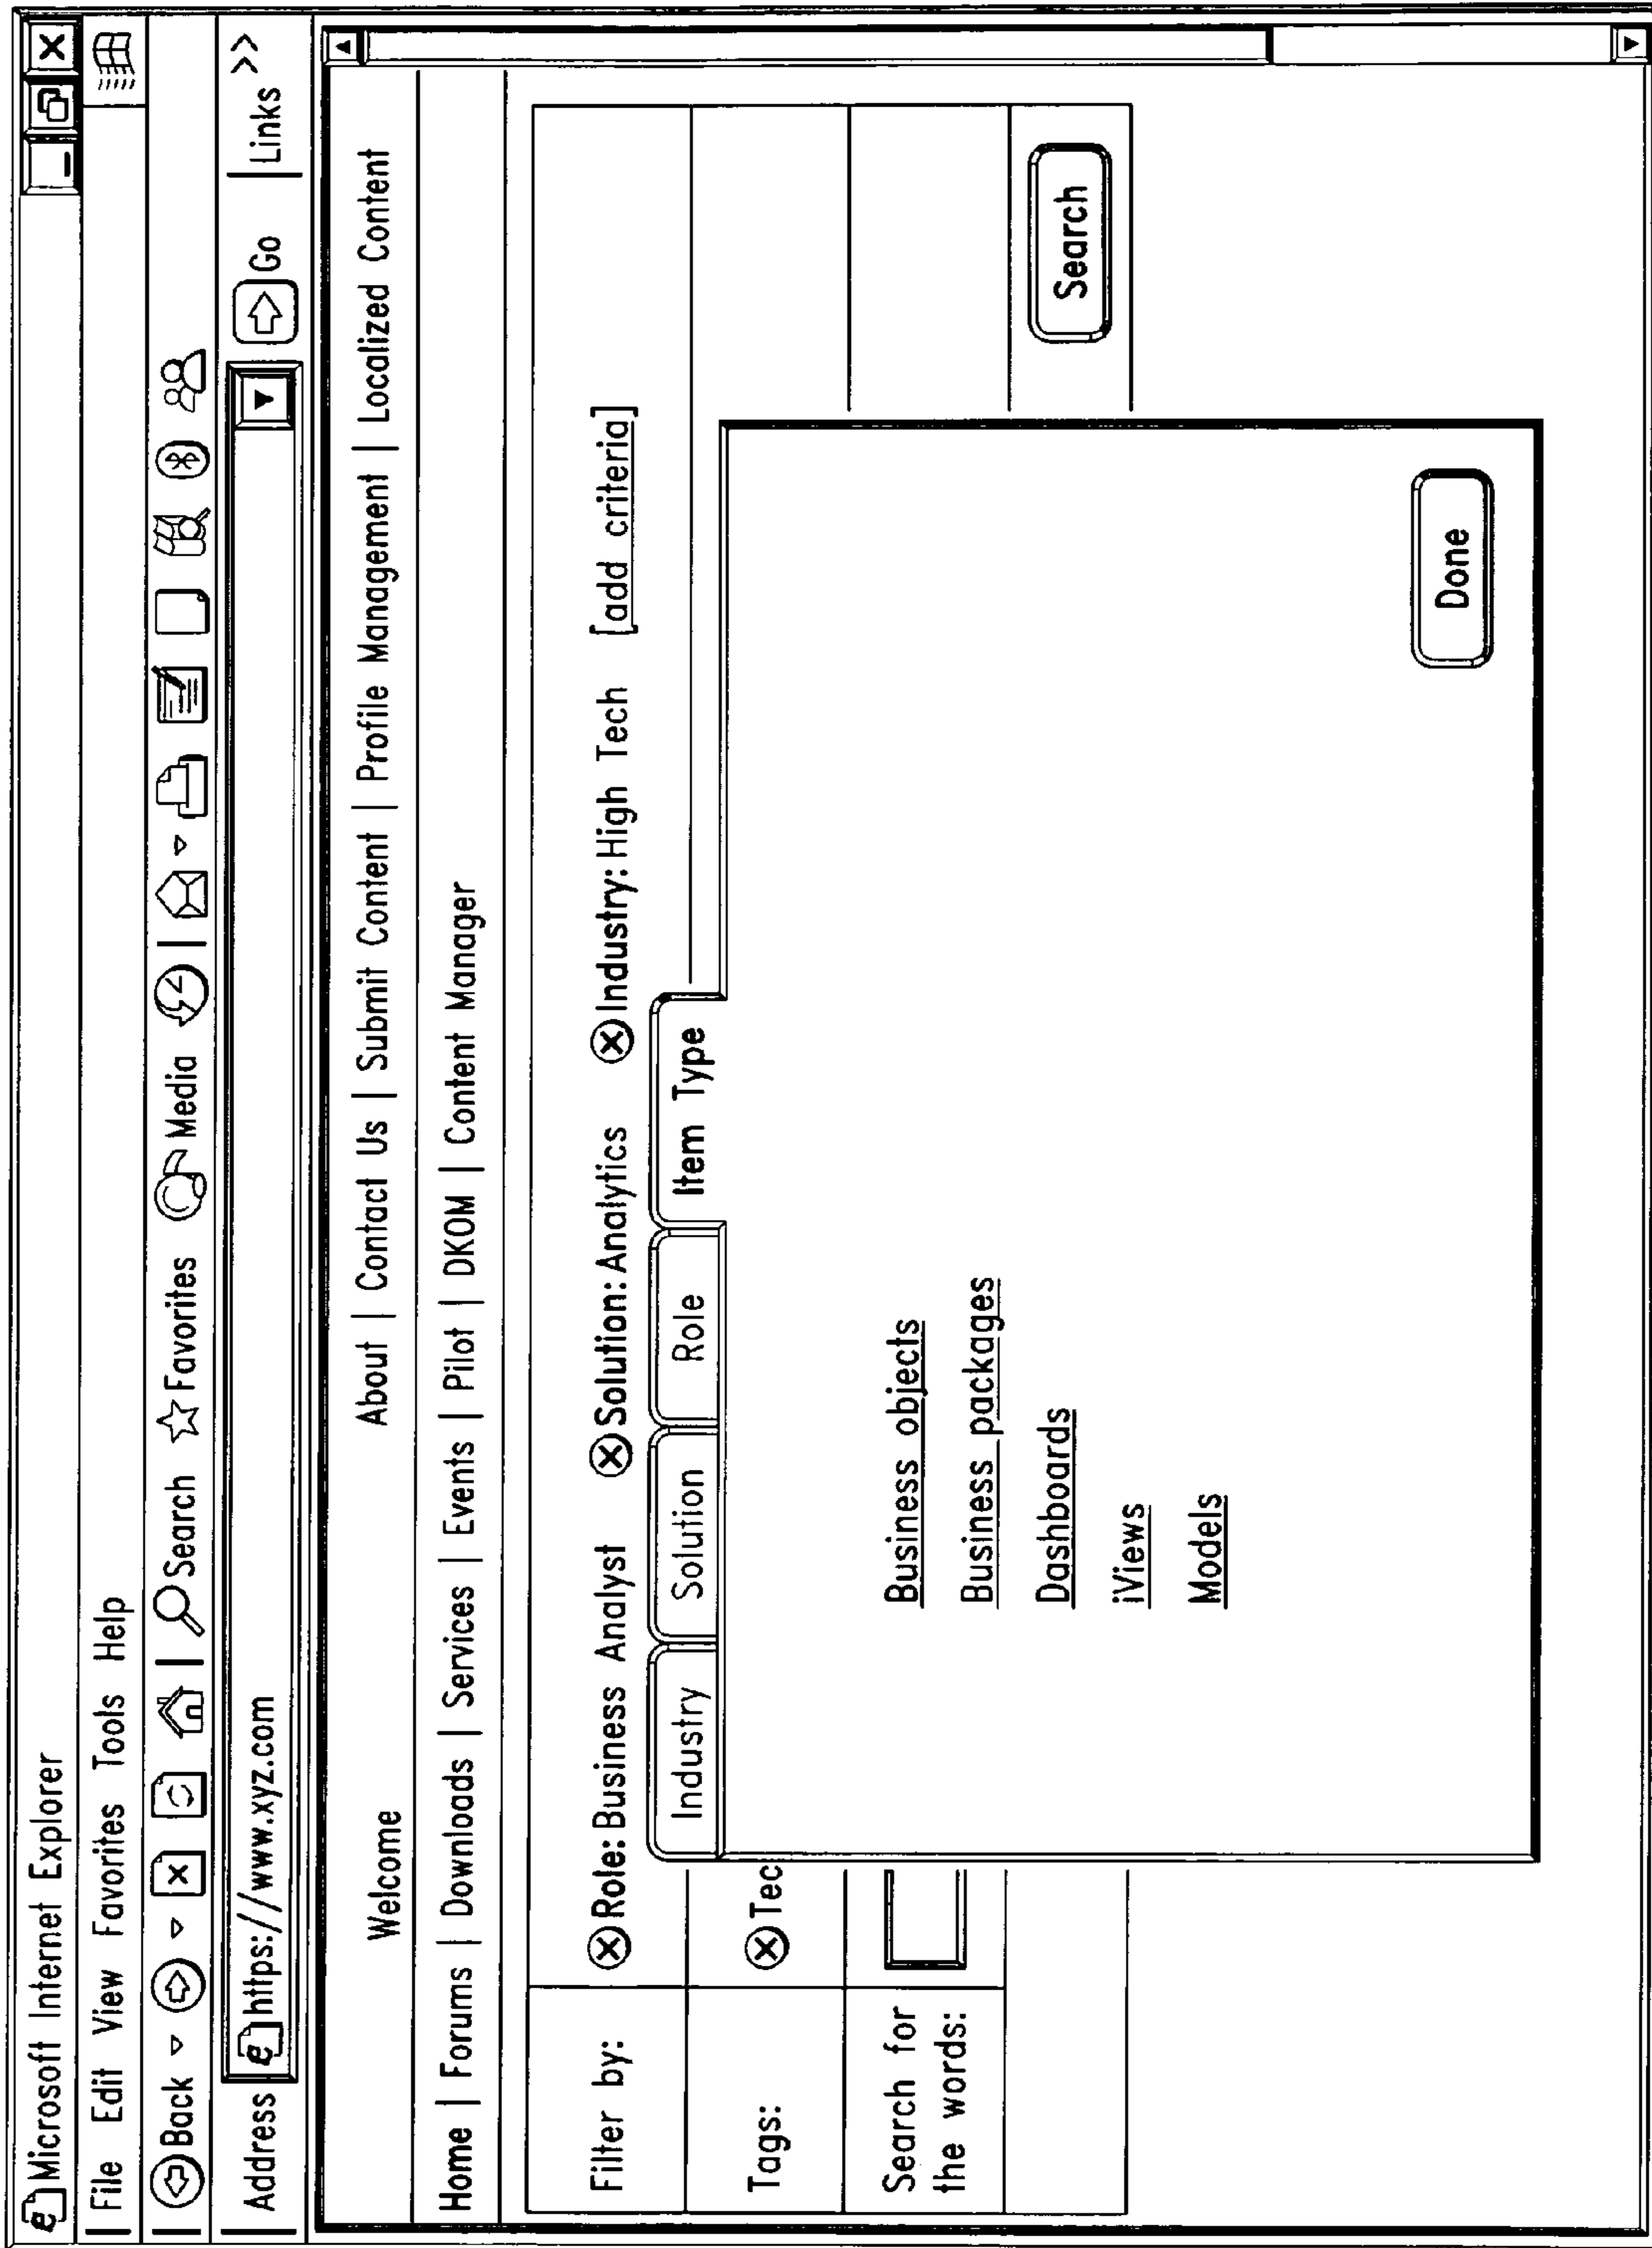 Microsoft Internet Explorer
File Edit View Favorites Tools Help
Back Search Favorites Media
Address https://www.xyz.com Go Links >>
About | Contact Us | Submit Content | Profile Management | Localized Content
Welcome
Home | Forums | Downloads | Services | Events | Pilot | DKOM | Content Manager
Filter by: Role: Business Analyst Solution: Analytics Industry: High Tech [add criteria]
Industry Solution Role Item Type
Tags: Tec
Search for
the words:
Business objects
Business packages
Dashboards
iViews
Models
Search
Done